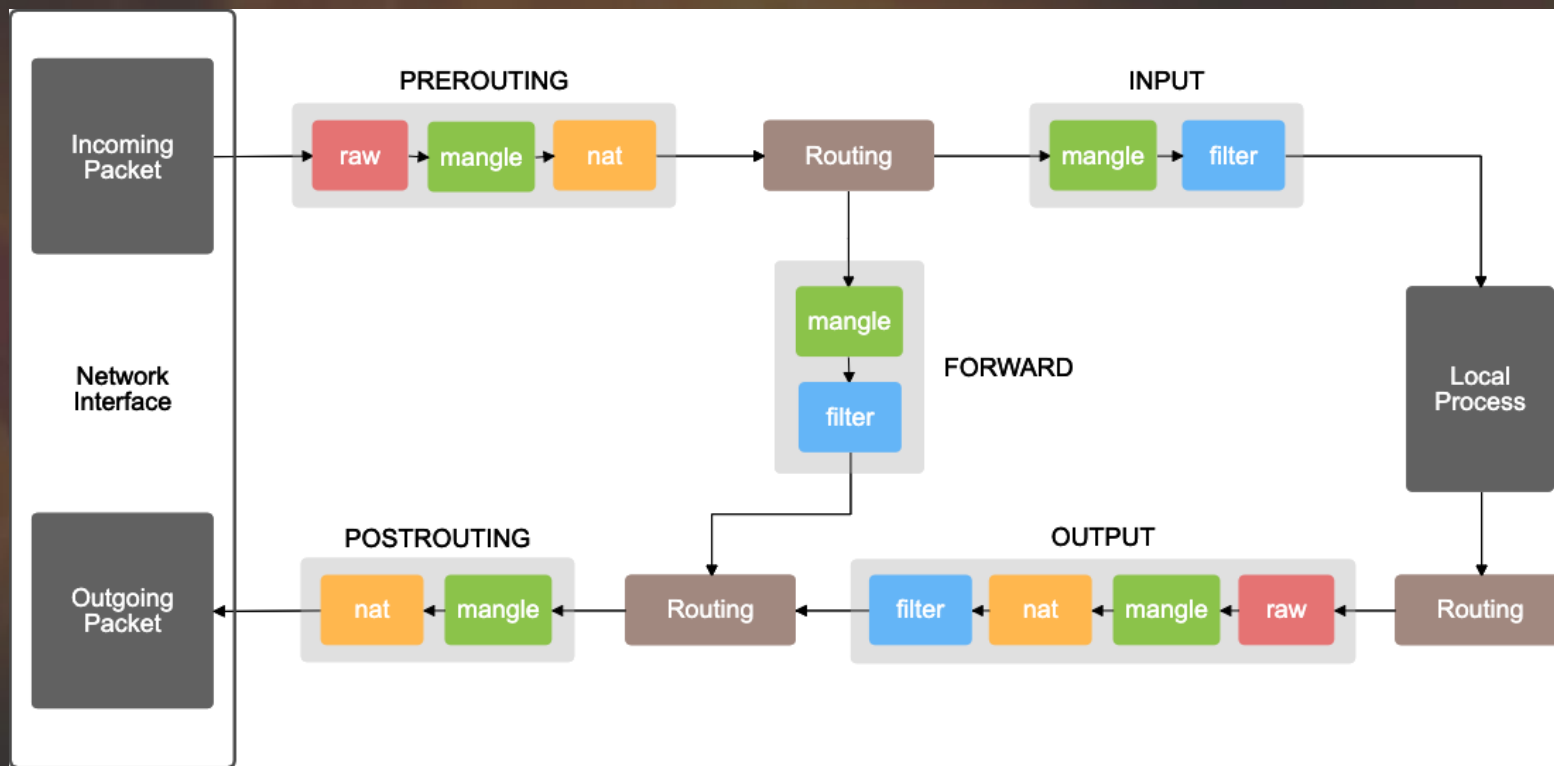 PREROUTING
INPUT
Incoming
Packet
raw
mangle
nat
Routing
mangle
filter
mangle
filter
FORWARD
Network
Interface
Local
Process
POSTROUTING
OUTPUT
Outgoing
Packet
nat
mangle
Routing
filter
nat
mangle
raw
Routing